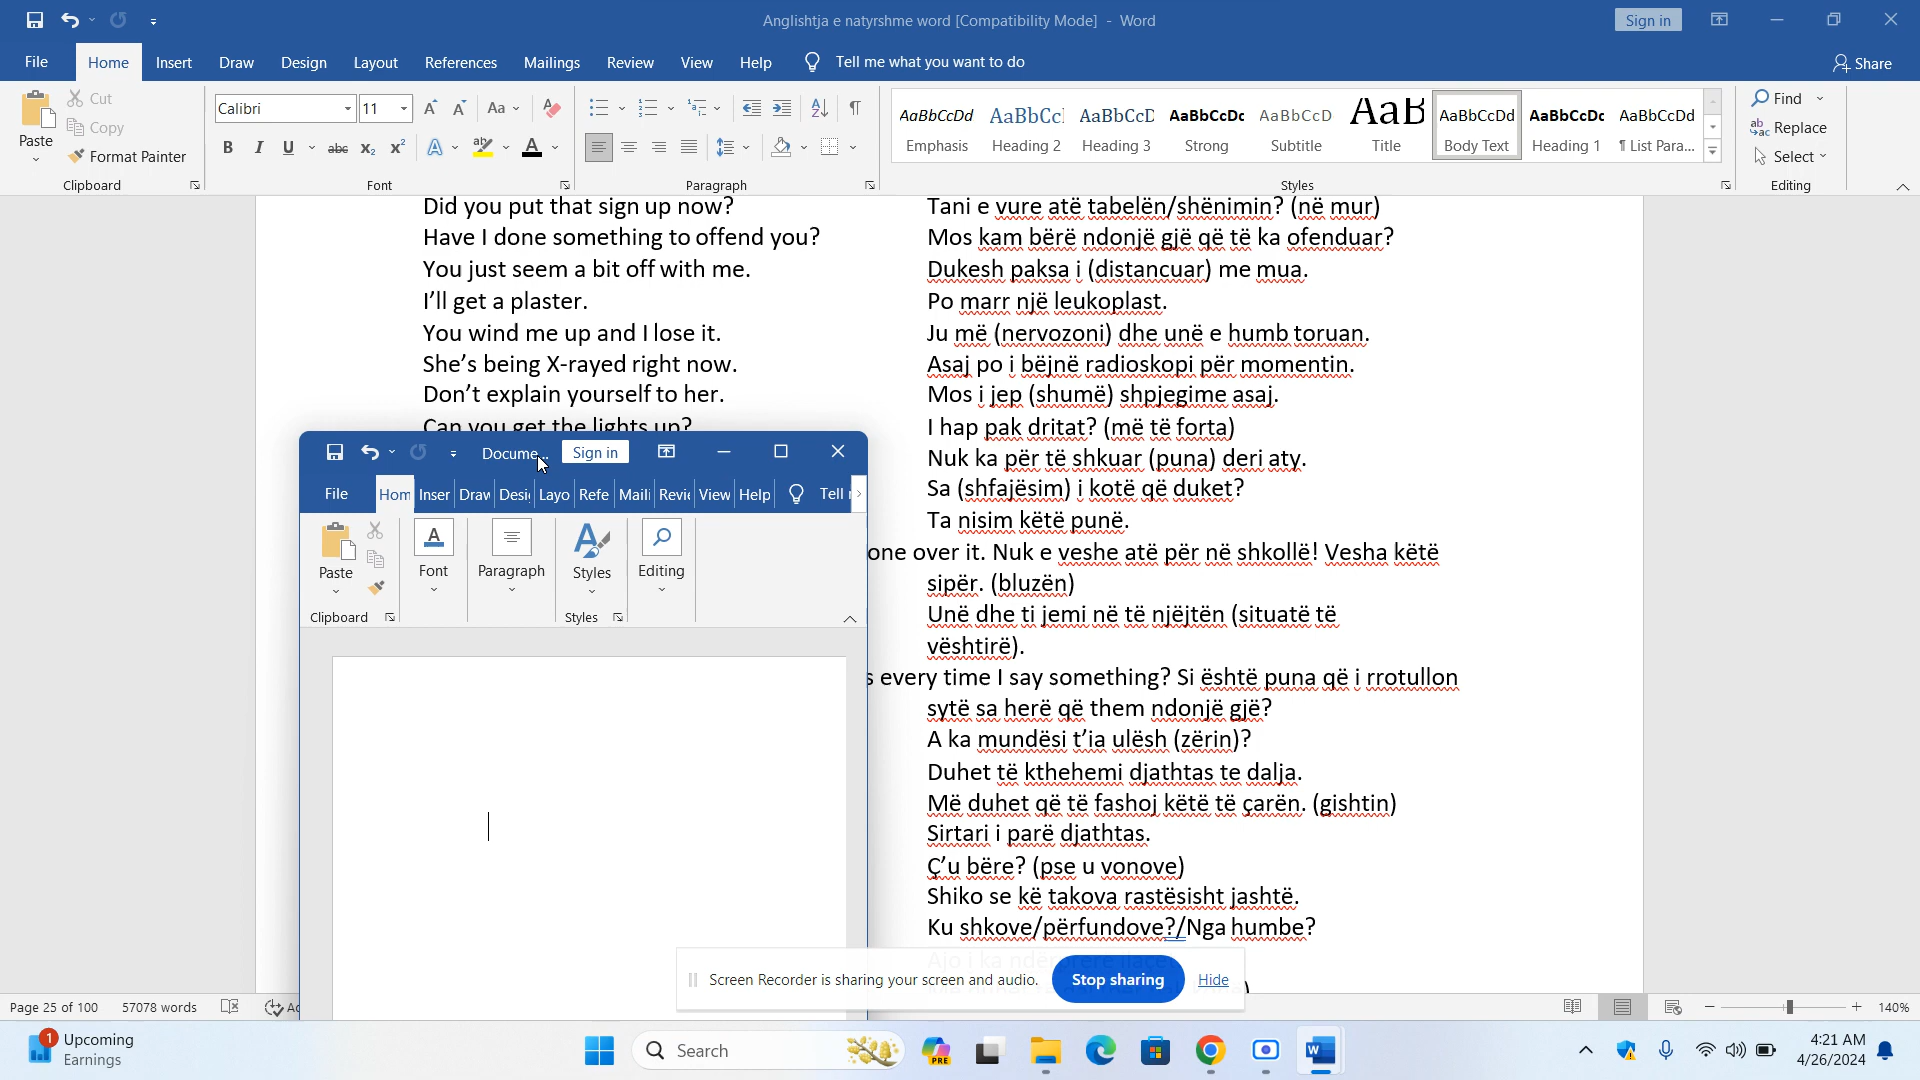 Anglishtja e natyrshme word [Compatibility Mode] - Word
Sign in
File Home Insert Draw Design Layout References Mailings Review View Help Tell me what you want to do Share
Paste Cut Copy Format Painter
Calibri 11 Aa
AaBbCcDd Emphasis AaBbCc Heading 2 AaBbCcD Heading 3 AaBbCcDc Strong AaBbCcD Subtitle AaB Title AaBbCcDd Body Text AaBbCcDc Heading 1 AaBbCcDd ¶ List Para...
Find Replace Select
Clipboard Font Paragraph Styles Editing
Did you put that sign up now? Tani e vure atë tabelën/shënimin? (në mur)
Have I done something to offend you? Mos kam bërë ndonjë gjë që të ka ofenduar?
You just seem a bit off with me. Dukesh paksa i (distancuar) me mua.
I'll get a plaster. Po marr një leukoplast.
You wind me up and I lose it. Ju më (nervozoni) dhe unë e humb toruan.
She's being X-rayed right now. Asaj po i bëjnë radioskopi për momentin.
Don't explain yourself to her. Mos i jep (shumë) shpjegime asaj.
Can you get the lights up? I hap pak dritat? (më të forta)
Nuk ka për të shkuar (puna) deri aty.
Sa (shfajësim) i kotë që duket?
Ta nisim këtë punë.
one over it. Nuk e veshe atë për në shkollë! Vesha këtë
sipër. (bluzën)
Unë dhe ti jemi në të njëjtën (situatë të
vështirë).
s every time I say something? Si është puna që i rrotullon
sytë sa herë që them ndonjë gjë?
A ka mundësi t'ia ulësh (zërin)?
Duhet të kthehemi djathtas te dalja.
Më duhet që të fashoj këtë të çarën. (gishtin)
Sirtari i parë djathtas.
Ç'u bëre? (pse u vonove)
Shiko se kë takova rastësisht jashtë.
Ku shkove/përfundove?/Nga humbe?
Docume... Sign in
File Hom Inser Draw Desi Layo Refe Maili Revie View Help Tell
Paste Font Paragraph Styles Editing
Clipboard Styles
Screen Recorder is sharing your screen and audio. Stop sharing Hide
Page 25 of 100 57078 words 140%
1 Upcoming
Earnings
Search
PRE
4:21 AM
4/26/2024